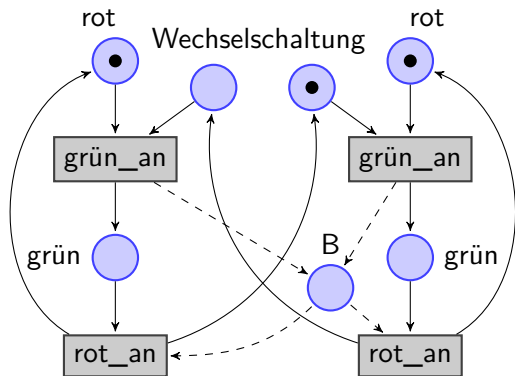 rot
rot
Wechselschaltung
grün_an
grün_an
B
grün
grün
rot_an
rot_an